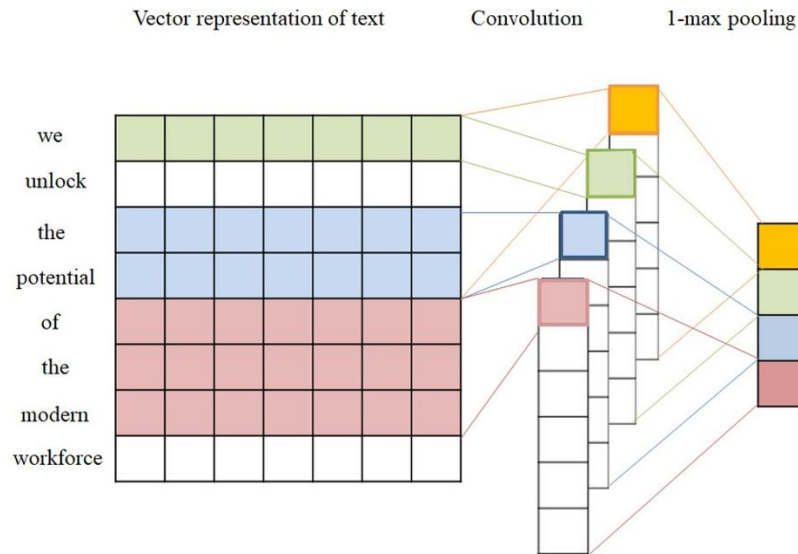 Vector representation of text
Convolution
1-max pooling
we
unlock
the
potential
of
the
modern
workforce